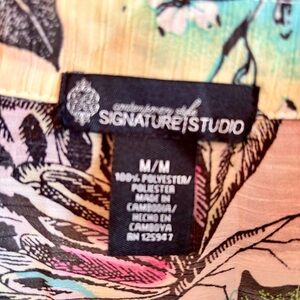 contemporary style
SIGNATURE STUDIO
M/M
100% POLYESTER/
POLIESTER
MADE IN
CAMBODIA/
HECHO EN
CAMBOYA
RN 125947